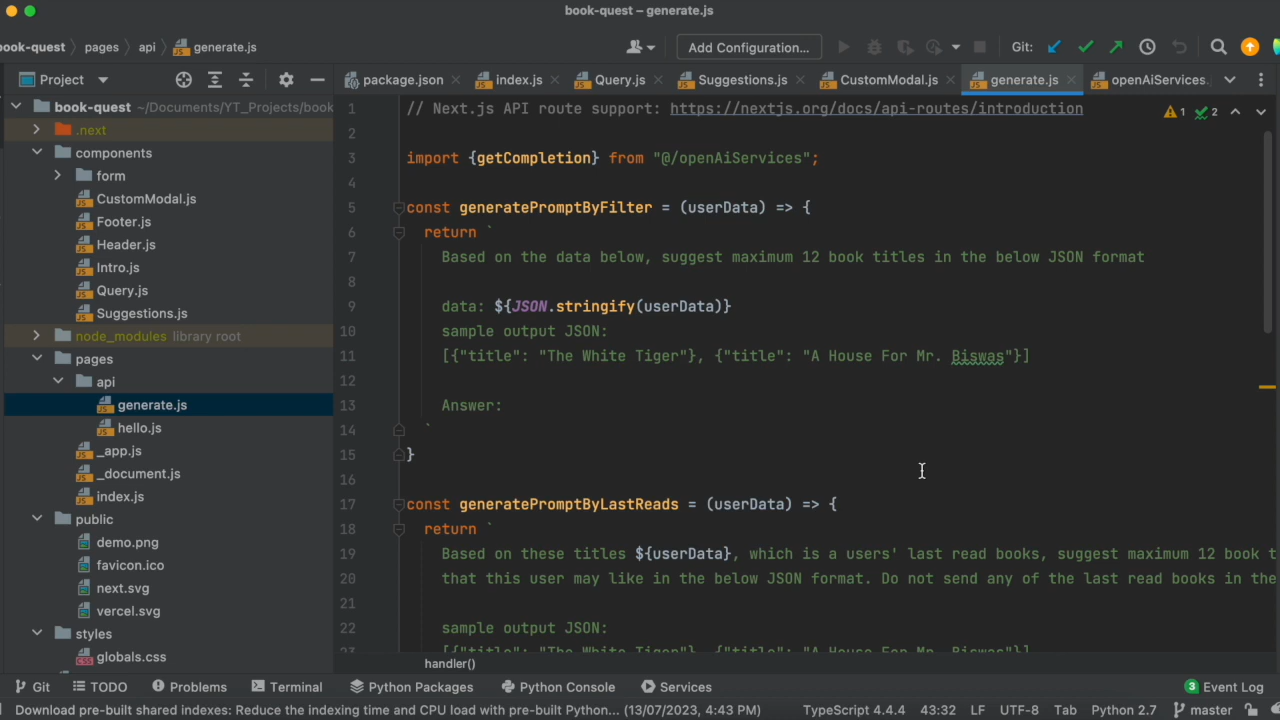 book-quest – generate.js
book-quest
pages
api
generate.js
Add Configuration...
Git:
Project
package.json
index.js
Query.js
Suggestions.js
CustomModal.js
generate.js
openAiServices.
book-quest ~/Documents/YT_Projects/book
.next
components
form
CustomModal.js
Footer.js
Header.js
Intro.js
Query.js
Suggestions.js
node_modules library root
pages
api
generate.js
hello.js
_app.js
_document.js
index.js
public
demo.png
favicon.ico
next.svg
vercel.svg
styles
globals.css
1 // Next.js API route support: https://nextjs.org/docs/api-routes/introduction
2
3 import {getCompletion} from "@/openAiServices";
4
5 const generatePromptByFilter = (userData) => {
6 return `
7 Based on the data below, suggest maximum 12 book titles in the below JSON format
8
9 data: ${JSON.stringify(userData)}
10 sample output JSON:
11 [{"title": "The White Tiger"}, {"title": "A House For Mr. Biswas"}]
12
13 Answer:
14 `
15 }
16
17 const generatePromptByLastReads = (userData) => {
18 return `
19 Based on these titles ${userData}, which is a users' last read books, suggest maximum 12 book t
20 that this user may like in the below JSON format. Do not send any of the last read books in the
21
22 sample output JSON:
23 [{"title": "The White Tiger"}, {"title": "A House For Mr. Biswas"}]
1
2
handler()
Git
TODO
Problems
Terminal
Python Packages
Python Console
Services
3 Event Log
Download pre-built shared indexes: Reduce the indexing time and CPU load with pre-built Python... (13/07/2023, 4:43 PM)
TypeScript 4.4.4
43:32
LF
UTF-8
Tab
Python 2.7
master